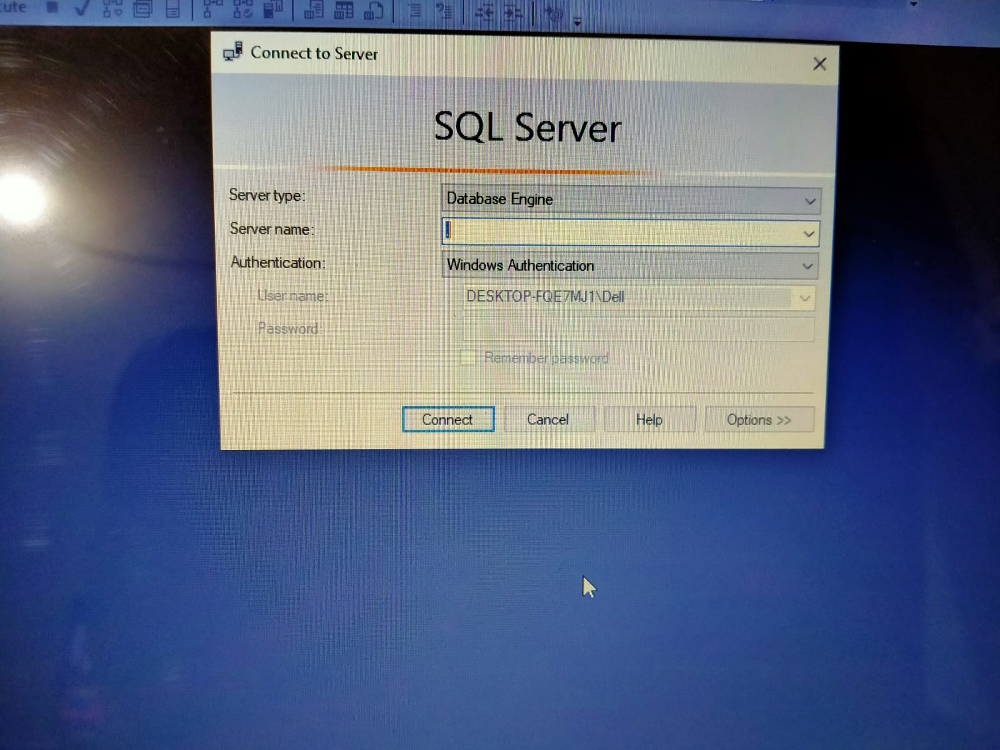 cute
Connect to Server
SQL Server
Server type:
Database Engine
Server name:
.
Authentication:
Windows Authentication
User name:
DESKTOP-FQE7MJ1\Dell
Password:
Remember password
Connect
Cancel
Help
Options >>